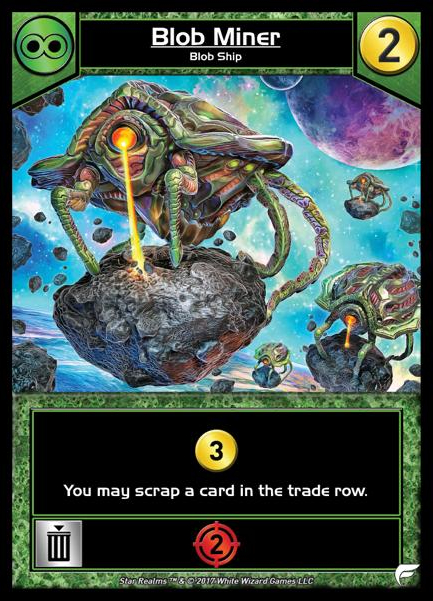 Blob Miner
2
Blob Ship
3
You may scrap a card in the trade row.
2
Star Realms ™ & © 2017 White Wizard Games LLC